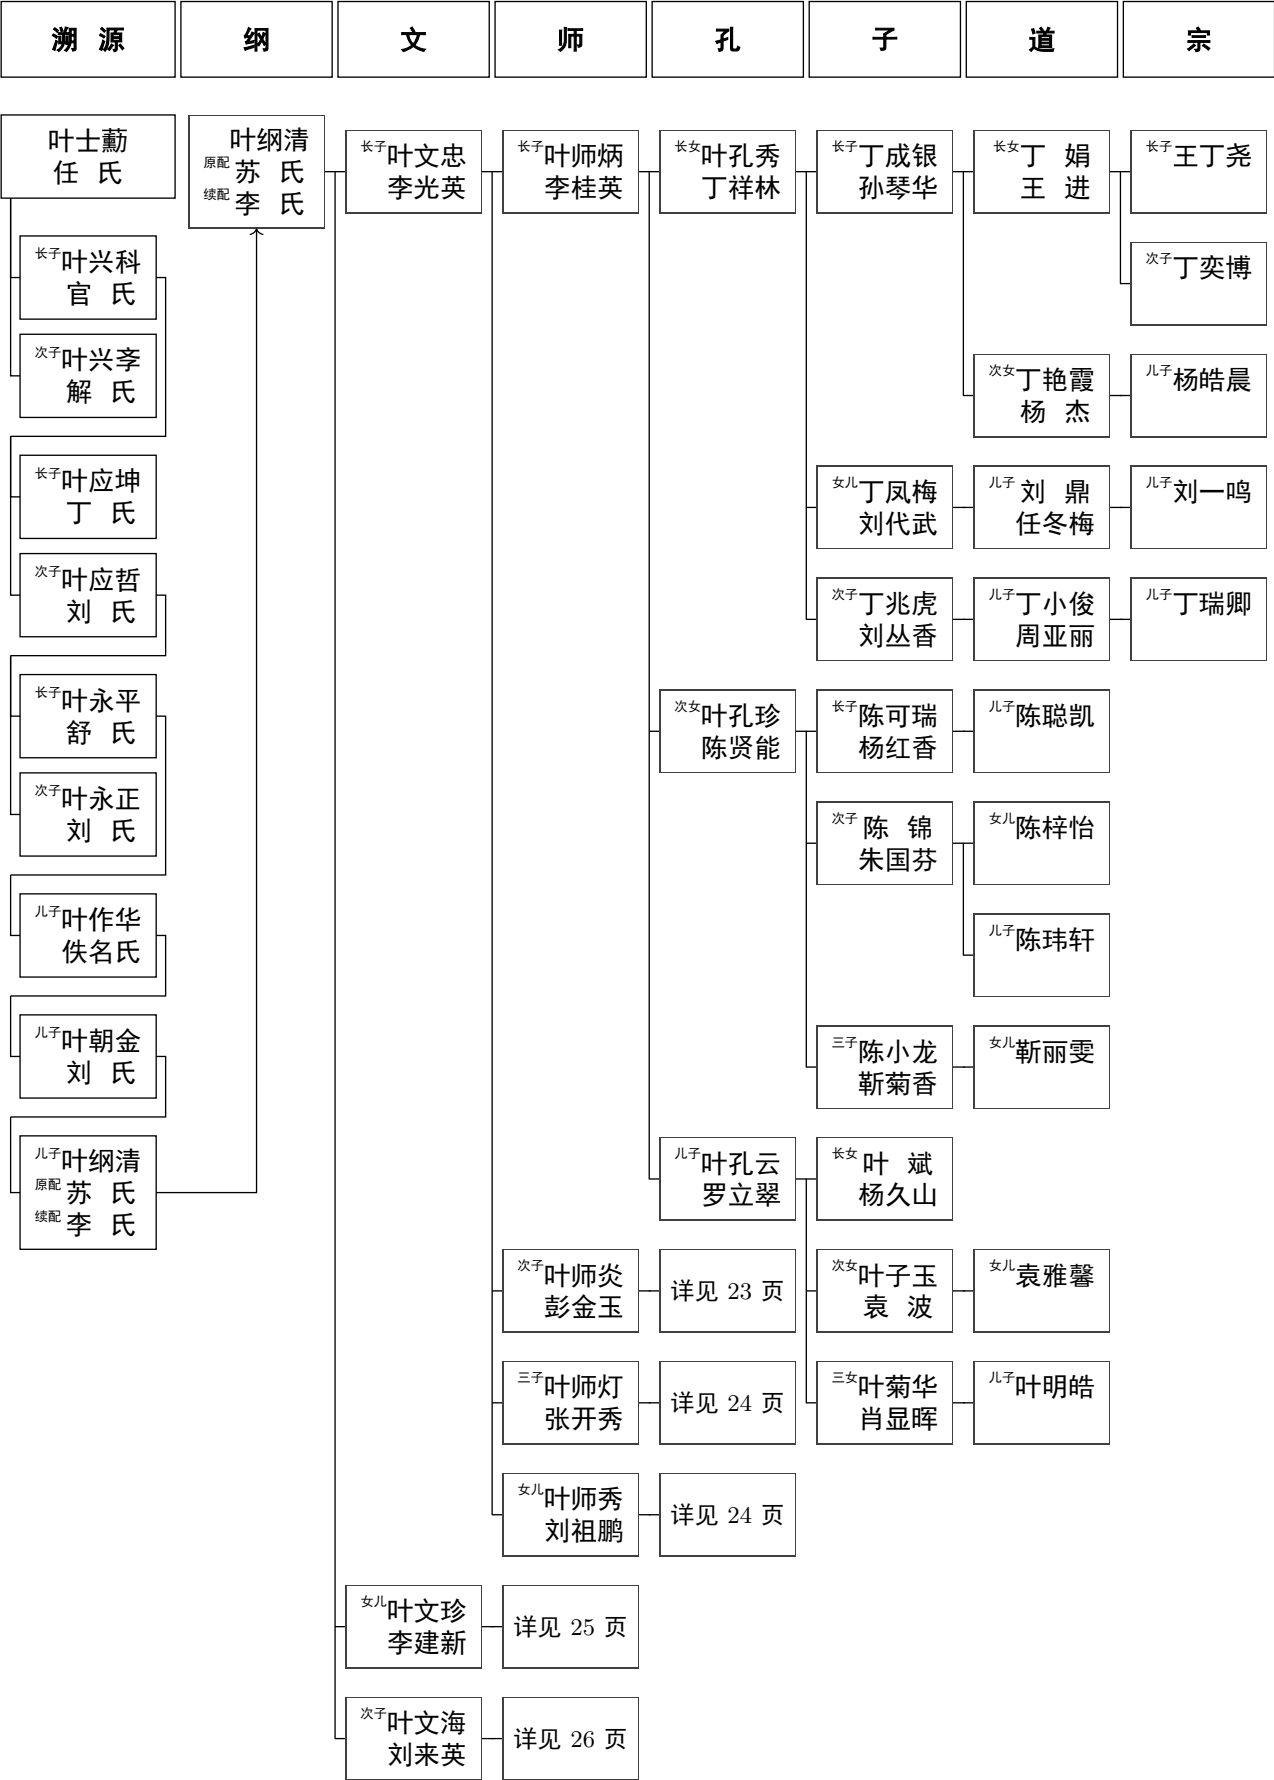 溯 源 纲 文 师 孔 子 道 宗
叶士勷
任 氏
长子叶兴科
官 氏
次子叶兴斈
解 氏
长子叶应坤
丁 氏
次子叶应哲
刘 氏
长子叶永平
舒 氏
次子叶永正
刘 氏
儿子叶作华
佚名氏
儿子叶朝金
刘 氏
儿子叶纲清
原配 苏 氏
续配 李 氏
叶纲清
原配 苏 氏
续配 李 氏
长子叶文忠
李光英
女儿叶文珍
李建新
次子叶文海
刘来英
长子叶师炳
李桂英
次子叶师炎
彭金玉
三子叶师灯
张开秀
女儿叶师秀
刘祖鹏
详见 25 页
详见 26 页
长女叶孔秀
丁祥林
次女叶孔珍
陈贤能
儿子叶孔云
罗立翠
详见 23 页
详见 24 页
详见 24 页
长子丁成银
孙琴华
女儿丁凤梅
刘代武
次子丁兆虎
刘丛香
长子陈可瑞
杨红香
次子 陈 锦
朱国芬
三子陈小龙
靳菊香
长女 叶 斌
杨久山
次女叶子玉
袁 波
三女叶菊华
肖显晖
长女丁 娟
王 进
次女丁艳霞
杨 杰
儿子 刘 鼎
任冬梅
儿子丁小俊
周亚丽
儿子陈聪凯
女儿陈梓怡
儿子陈玮轩
女儿靳丽雯
女儿袁雅馨
儿子叶明皓
长子王丁尧
次子丁奕博
儿子杨皓晨
儿子刘一鸣
儿子丁瑞卿